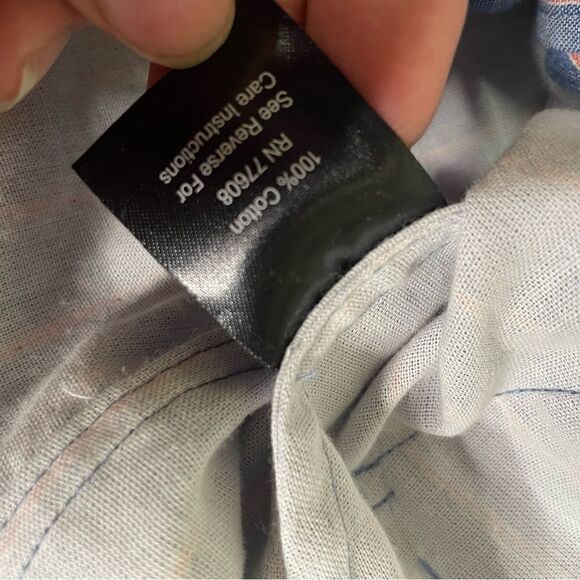 100% Cotton
RN 77608
See Reverse For
Care Instructions